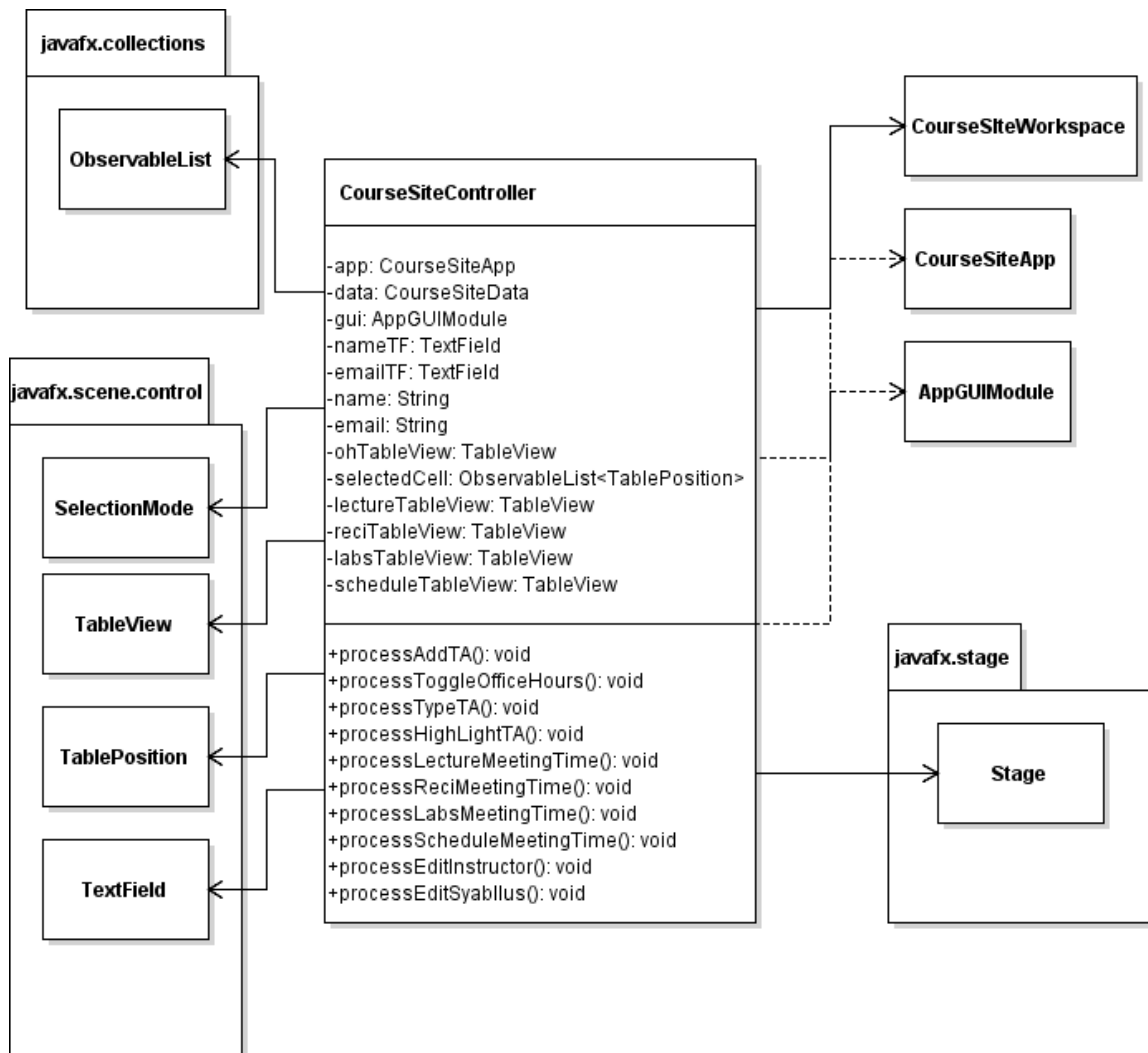 javafx.collections
ObservableList
javafx.scene.control
SelectionMode
TableView
TablePosition
TextField
CourseSiteController
-app: CourseSiteApp
-data: CourseSiteData
-gui: AppGUIModule
-nameTF: TextField
-emailTF: TextField
-name: String
-email: String
-ohTableView: TableView
-selectedCell: ObservableList<TablePosition>
-lectureTableView: TableView
-reciTableView: TableView
-labsTableView: TableView
-scheduleTableView: TableView
+processAddTA(): void
+processToggleOfficeHours(): void
+processTypeTA(): void
+processHighLightTA(): void
+processLectureMeetingTime(): void
+processReciMeetingTime(): void
+processLabsMeetingTime(): void
+processScheduleMeetingTime(): void
+processEditInstructor(): void
+processEditSyabllus(): void
CourseSIteWorkspace
CourseSiteApp
AppGUIModule
javafx.stage
Stage